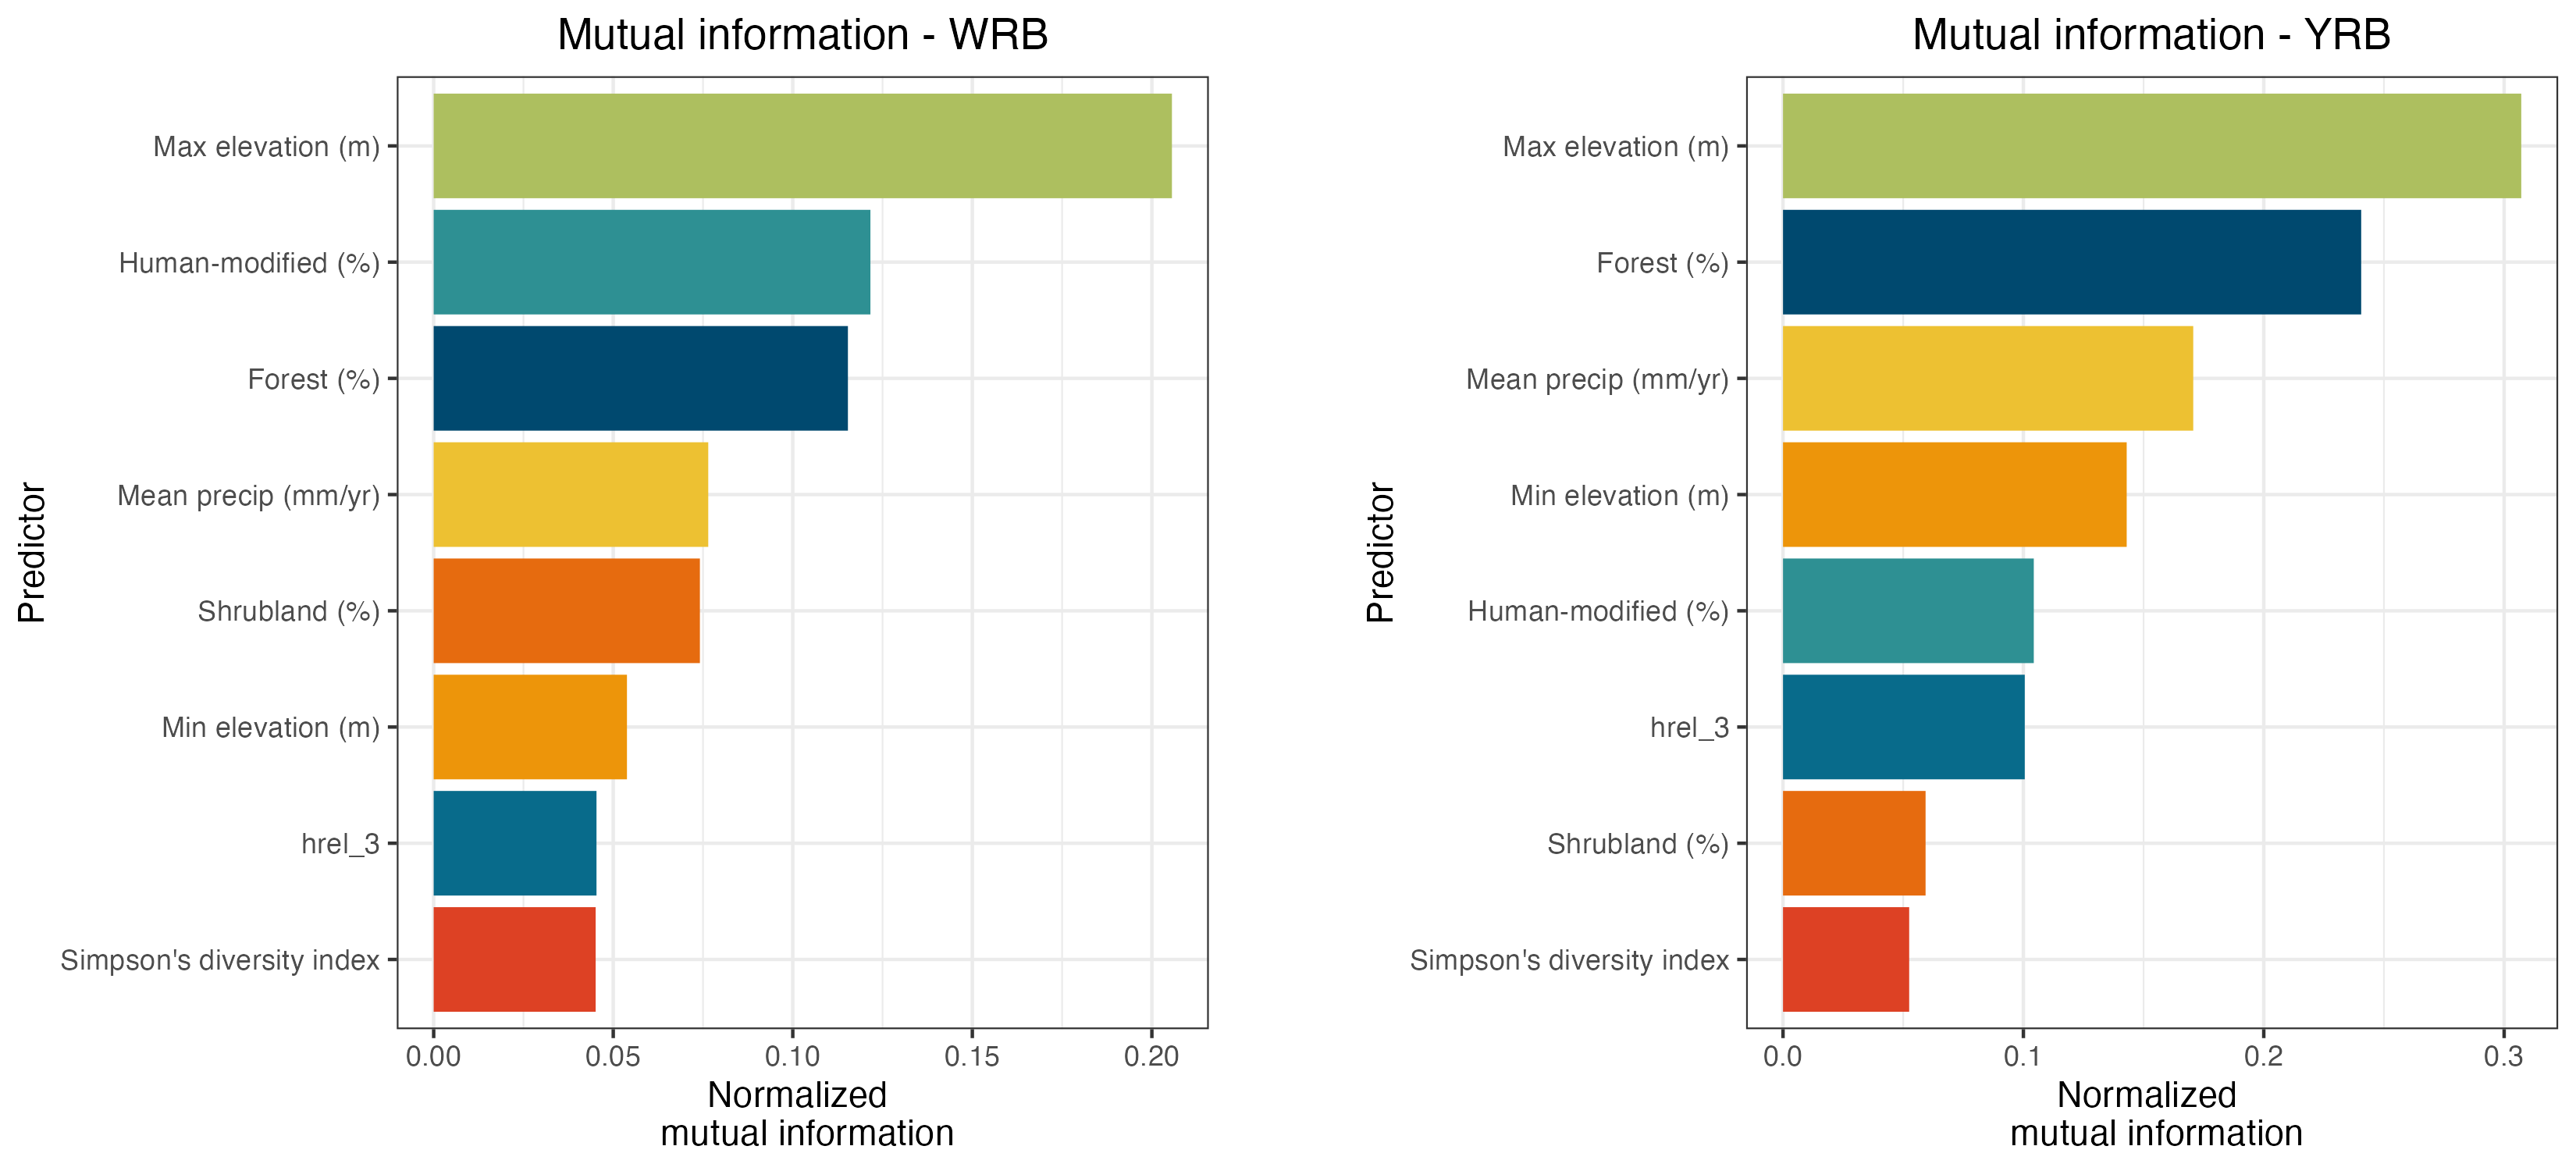 Mutual information - WRB
Predictor
Max elevation (m)
Human-modified (%)
Forest (%)
Mean precip (mm/yr)
Shrubland (%)
Min elevation (m)
hrel_3
Simpson's diversity index
0.00 0.05 0.10 0.15 0.20
Normalized
mutual information
Mutual information - YRB
Predictor
Max elevation (m)
Forest (%)
Mean precip (mm/yr)
Min elevation (m)
Human-modified (%)
hrel_3
Shrubland (%)
Simpson's diversity index
0.0 0.1 0.2 0.3
Normalized
mutual information